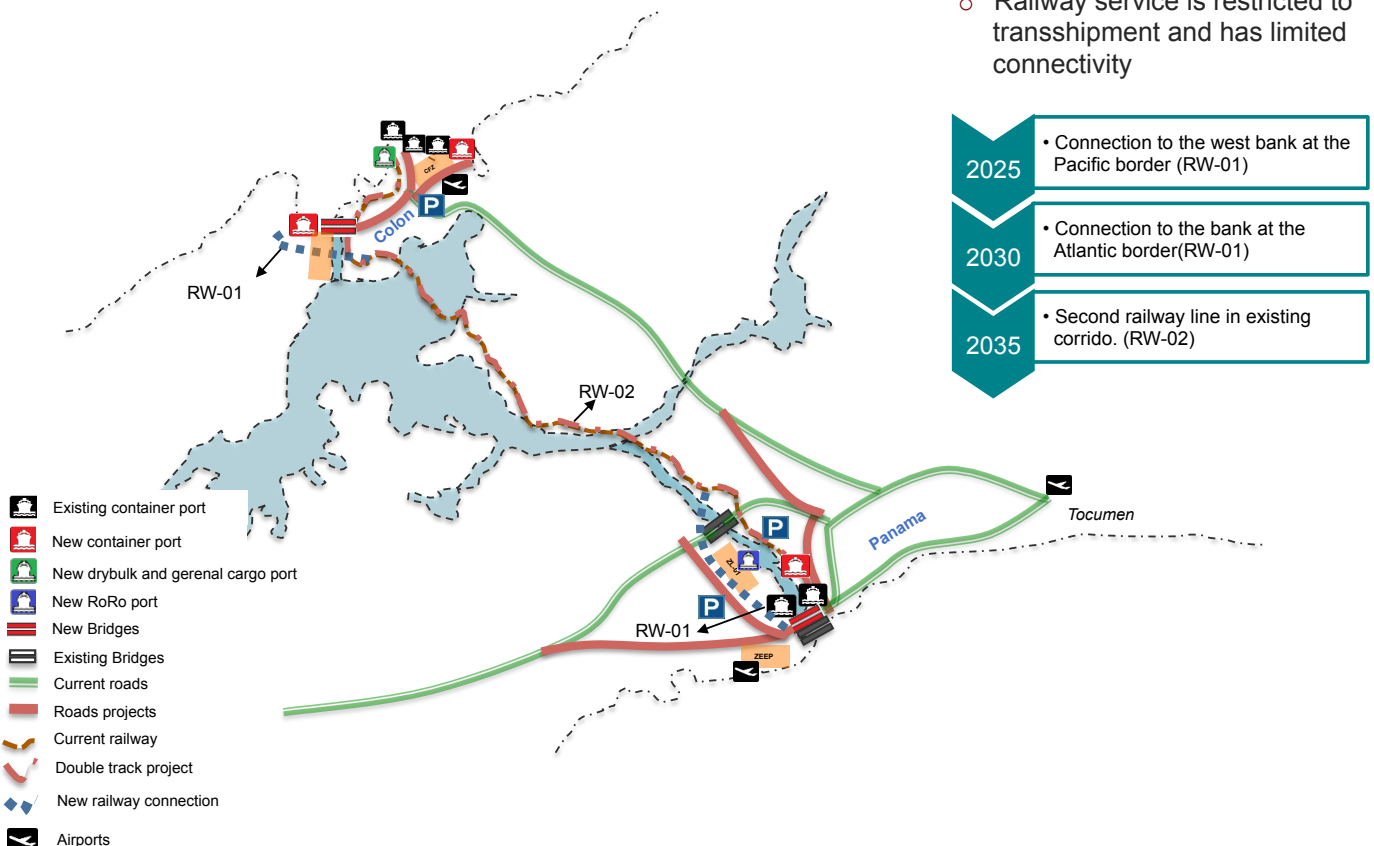 ○ Railway service is restricted to
transshipment and has limited
connectivity
2025
• Connection to the west bank at the
Pacific border (RW-01)
2030
• Connection to the bank at the
Atlantic border(RW-01)
2035
• Second railway line in existing
corrido. (RW-02)
CFZ
P
Colon
RW-01
RW-02
Tocumen
Panama
P
P
RW-01
ZEEP
Existing container port
New container port
New drybulk and gerenal cargo port
New RoRo port
New Bridges
Existing Bridges
Current roads
Roads projects
Current railway
Double track project
New railway connection
Airports